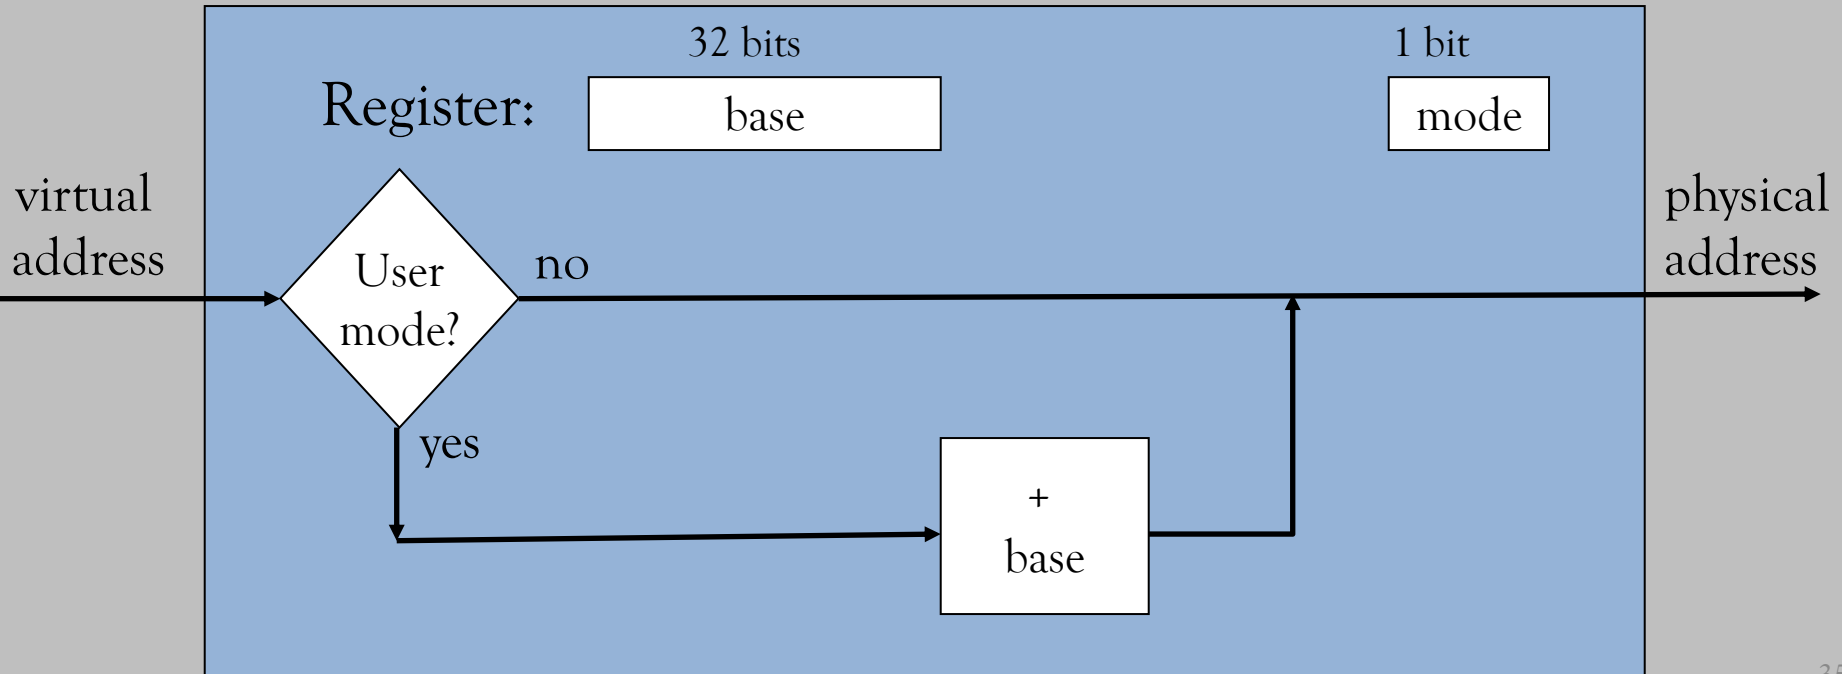 32 bits
1 bit
Register:
base
mode
virtual
address
physical
address
User
mode?
no
yes
+
base